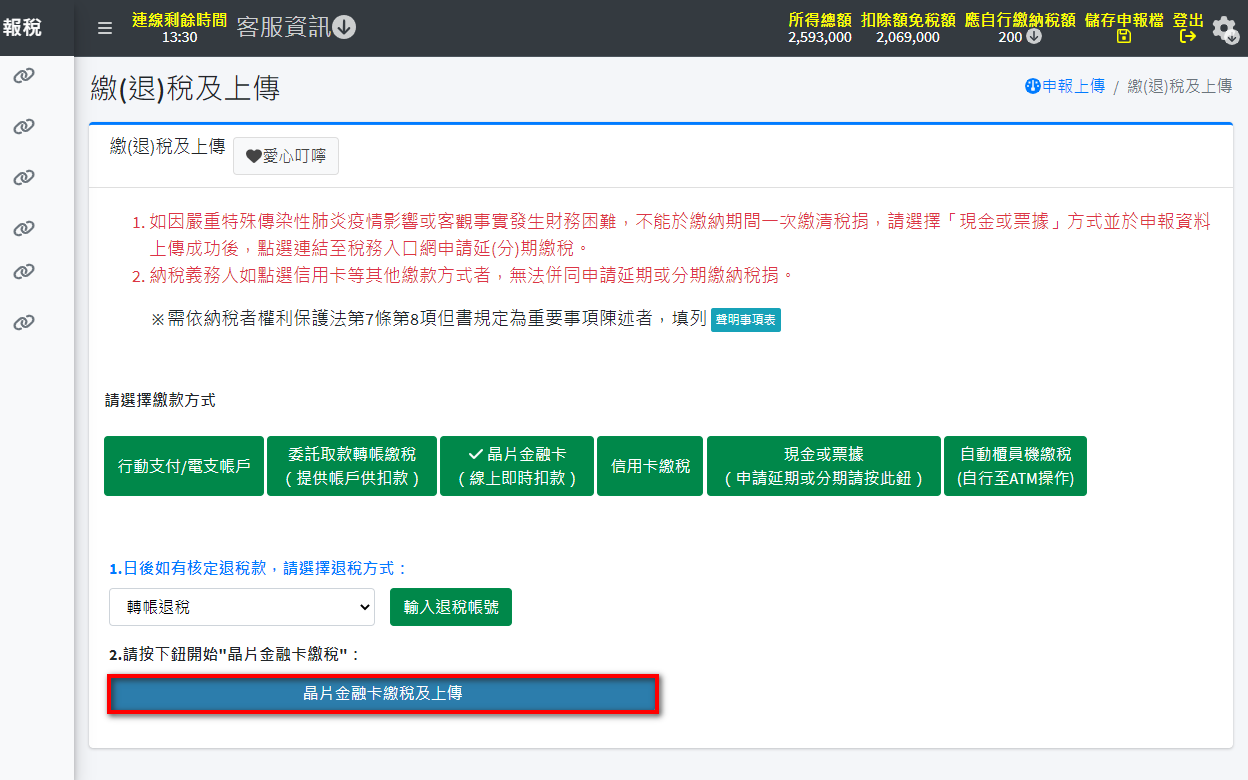 報稅
連線剩餘時間
13:30
客服資訊
所得總額 扣除額免稅額 應自行繳納稅額 儲存申報檔 登出
2,593,000 2,069,000 200
繳(退)稅及上傳
申報上傳 / 繳(退)稅及上傳
繳(退)稅及上傳 愛心叮嚀
1. 如因嚴重特殊傳染性肺炎疫情影響或客觀事實發生財務困難，不能於繳納期間一次繳清稅捐，請選擇「現金或票據」方式並於申報資料
上傳成功後，點選連結至稅務入口網申請延(分)期繳稅。
2. 納稅義務人如點選信用卡等其他繳款方式者，無法併同申請延期或分期繳納稅捐。
※需依納稅者權利保護法第7條第8項但書規定為重要事項陳述者，填列 聲明事項表
請選擇繳款方式
行動支付/電支帳戶
委託取款轉帳繳稅
（提供帳戶供扣款）
晶片金融卡
（線上即時扣款）
信用卡繳稅
現金或票據
（申請延期或分期請按此鈕）
自動櫃員機繳稅
(自行至ATM操作)
1.日後如有核定退稅款，請選擇退稅方式：
轉帳退稅 輸入退稅帳號
2.請按下鈕開始"晶片金融卡繳稅"：
晶片金融卡繳稅及上傳